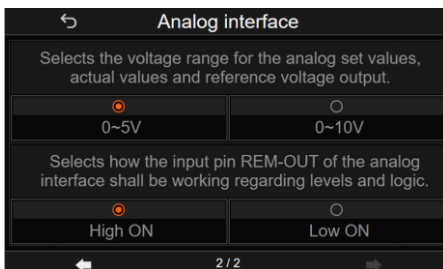 Analog interface
Selects the voltage range for the analog set values,
actual values and reference voltage output.
0~5V
0~10V
Selects how the input pin REM-OUT of the analog
interface shall be working regarding levels and logic.
High ON
Low ON
2 / 2